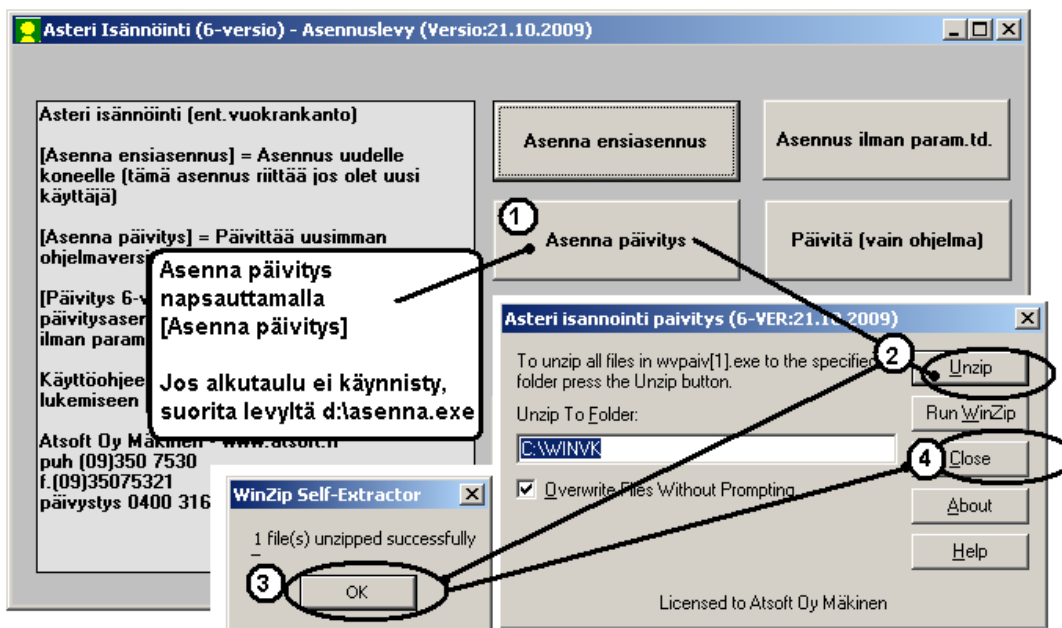 Asteri Isännöinti (6-versio) - Asennuslevy (Versio:21.10.2009)
Asteri isännöinti (ent.vuokrankanto)
[Asenna ensiasennus] = Asennus uudelle
koneelle (tämä asennus riittää jos olet uusi
käyttäjä)
[Asenna päivitys] = Päivittää uusimman
ohjelmaversi
[Päivitys 6-v
päivitysaser
ilman param
Käyttöohjee
lukemiseen
Atsoft Oy Mäkinen - www.atsoft.fi
puh (09)350 7530
f.(09)35075321
päivystys 0400 316
Asenna ensiasennus
Asennus ilman param.td.
1
Asenna päivitys
Päivitä (vain ohjelma)
Asenna päivitys
napsauttamalla
[Asenna päivitys]
Jos alkutaulu ei käynnisty,
suorita levyltä d:\asenna.exe
Asteri isannointi paivitys (6-VER:21.10.2009)
To unzip all files in wvpaiv[1].exe to the specified
folder press the Unzip button.
2
Unzip
Unzip To Folder:
Run WinZip
C:\WINVK
4
Close
Overwrite Files Without Prompting
About
Help
Licensed to Atsoft Oy Mäkinen
WinZip Self-Extractor
1 file(s) unzipped successfully
3
OK